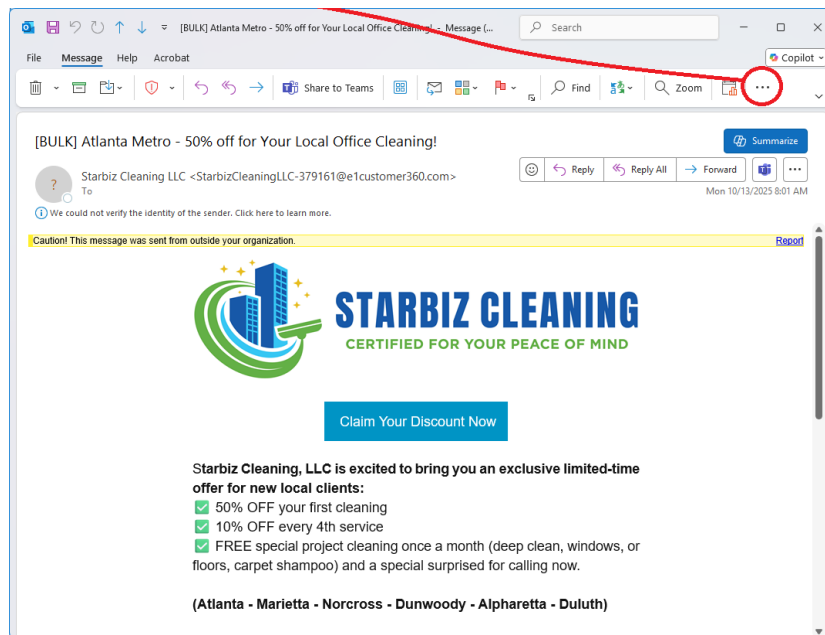 [BULK] Atlanta Metro - 50% off for Your Local Office Cleaning! - Message (...
Search
File Message Help Acrobat
Copilot
Share to Teams
Find
Zoom
[BULK] Atlanta Metro - 50% off for Your Local Office Cleaning!
Summarize
? Starbiz Cleaning LLC <StarbizCleaningLLC-379161@e1customer360.com>
Reply Reply All Forward
To
Mon 10/13/2025 8:01 AM
We could not verify the identity of the sender. Click here to learn more.
Caution! This message was sent from outside your organization. Report
STARBIZ CLEANING
CERTIFIED FOR YOUR PEACE OF MIND
Claim Your Discount Now
Starbiz Cleaning, LLC is excited to bring you an exclusive limited-time
offer for new local clients:
✅ 50% OFF your first cleaning
✅ 10% OFF every 4th service
✅ FREE special project cleaning once a month (deep clean, windows, or
floors, carpet shampoo) and a special surprised for calling now.
(Atlanta - Marietta - Norcross - Dunwoody - Alpharetta - Duluth)